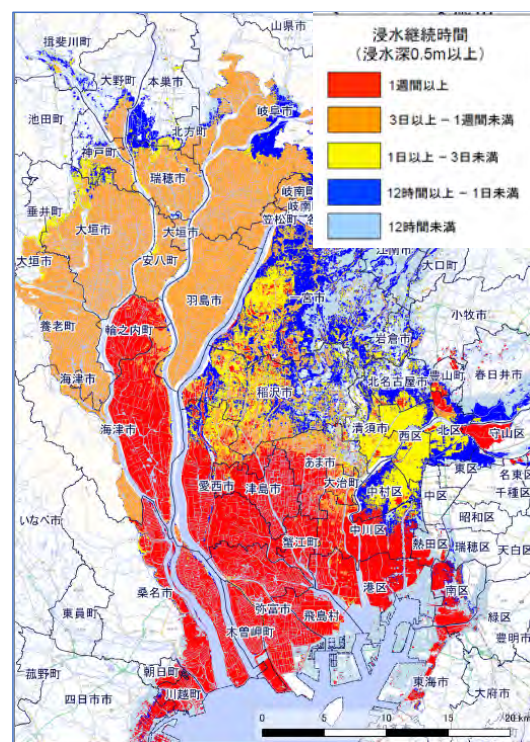 浸水継続時間
（浸水深0.5m以上）
1週間以上
3日以上－1週間未満
1日以上－3日未満
12時間以上－1日未満
12時間未満
山県市
揖斐川町
本巣市
大野町
岐阜市
池田町
北方町
神戸町
瑞穂市
岐南町
垂井町
笠松町
大垣市
大垣市
安八町
大垣市
羽島市
江南市
大口町
一宮市
養老町
輪之内町
小牧市
岩倉市
海津市
稲沢市
北名古屋市
豊山町
春日井市
清須市
西区
北区
守山区
海津市
あま市
東区
名東区
愛西市
津島市
大治町
中村区
中区
千種区
いなべ市
中川区
昭和区
蟹江町
熱田区
瑞穂区
天白区
桑名市
港区
南区
弥富市
飛島村
緑区
東員町
木曽岬町
豊明市
菰野町
朝日町
東海市
四日市市
川越町
大府市
0
5
10
15
20 km